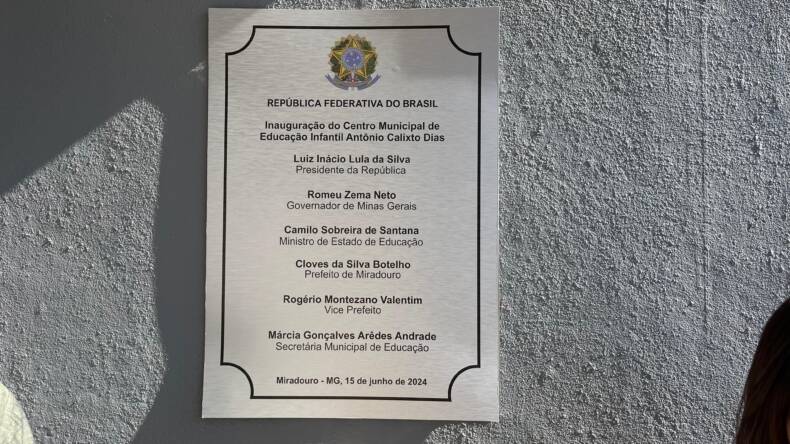 REPÚBLICA FEDERATIVA DO BRASIL
Inauguração do Centro Municipal de
Educação Infantil Antônio Calixto Dias
Luiz Inácio Lula da Silva
Presidente da República
Romeu Zema Neto
Governador de Minas Gerais
Camilo Sobreira de Santana
Ministro de Estado de Educação
Cloves da Silva Botelho
Prefeito de Miradouro
Rogério Montezano Valentim
Vice Prefeito
Márcia Gonçalves Arêdes Andrade
Secretária Municipal de Educação
Miradouro - MG, 15 de junho de 2024